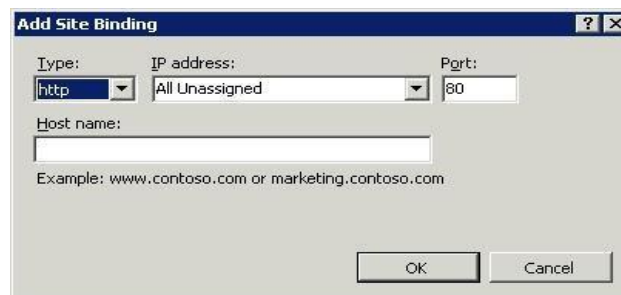 Add Site Binding
Type: IP address: Port:
http All Unassigned 80
Host name:
Example: www.contoso.com or marketing.contoso.com
OK Cancel